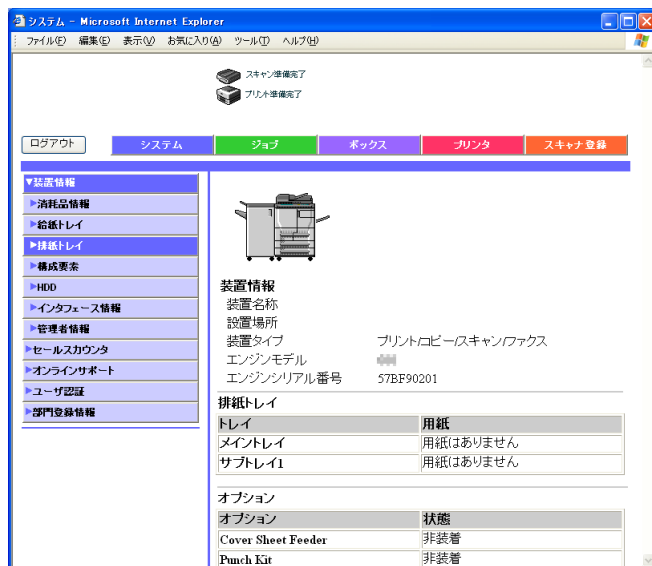 システム - Microsoft Internet Explorer
ファイル(F) 編集(E) 表示(V) お気に入り(A) ツール(T) ヘルプ(H)
スキャン準備完了
プリント準備完了
ログアウト システム ジョブ ボックス プリンタ スキャナ登録
▼装置情報
▶消耗品情報
▶給紙トレイ
▶排紙トレイ
▶構成要素
▶HDD
▶インタフェース情報
▶管理者情報
▶セールスカウンタ
▶オンラインサポート
▶ユーザ認証
▶部門登録情報
装置情報
装置名称
設置場所
装置タイプ プリント/コピー/スキャン/ファクス
エンジンモデル
エンジンシリアル番号 57BF90201
排紙トレイ
トレイ 用紙
メイントレイ 用紙はありません
サブトレイ1 用紙はありません
オプション
オプション 状態
Cover Sheet Feeder 非装着
Punch Kit 非装着